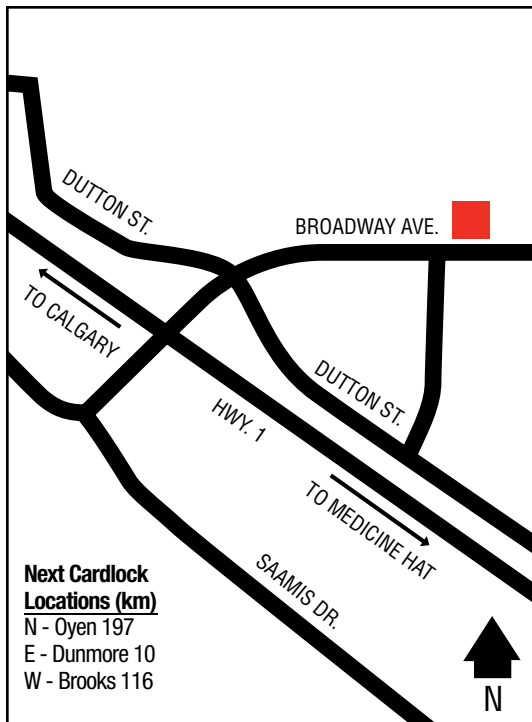 DUTTON ST.
BROADWAY AVE.
TO CALGARY
HWY. 1
DUTTON ST.
TO MEDICINE HAT
SAAMIS DR.
Next Cardlock
Locations (km)
N - Oyen 197
E - Dunmore 10
W - Brooks 116
N